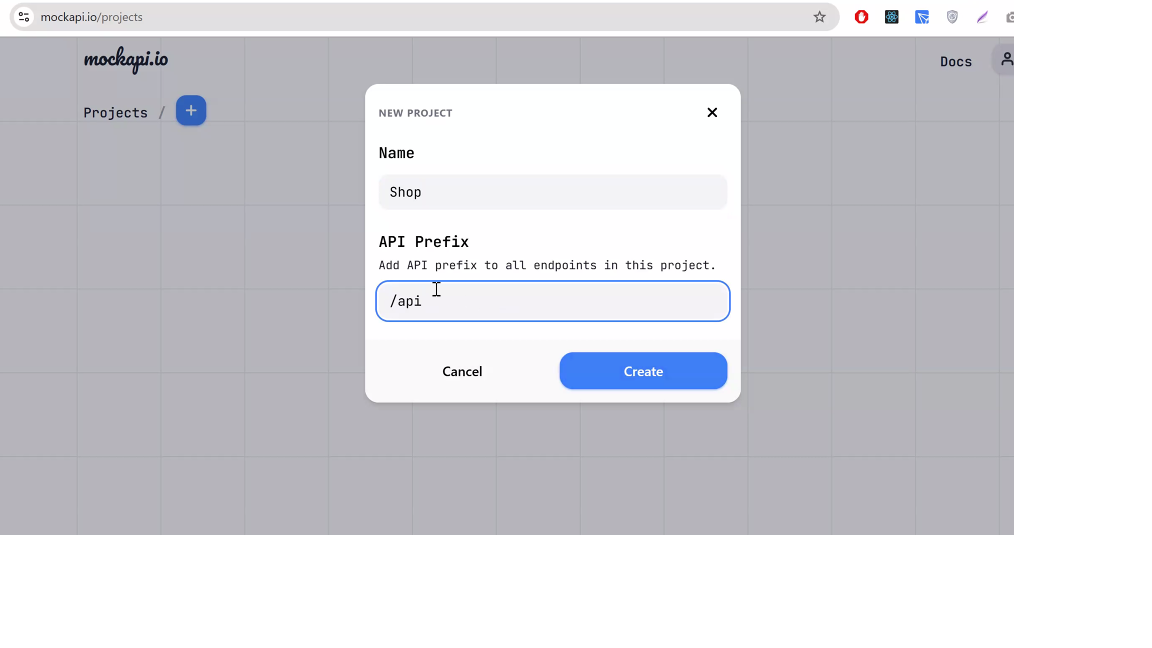 mockapi.io/projects
mockapi.io
Docs
Projects / +
NEW PROJECT
Name
Shop
API Prefix
Add API prefix to all endpoints in this project.
/api
Cancel
Create